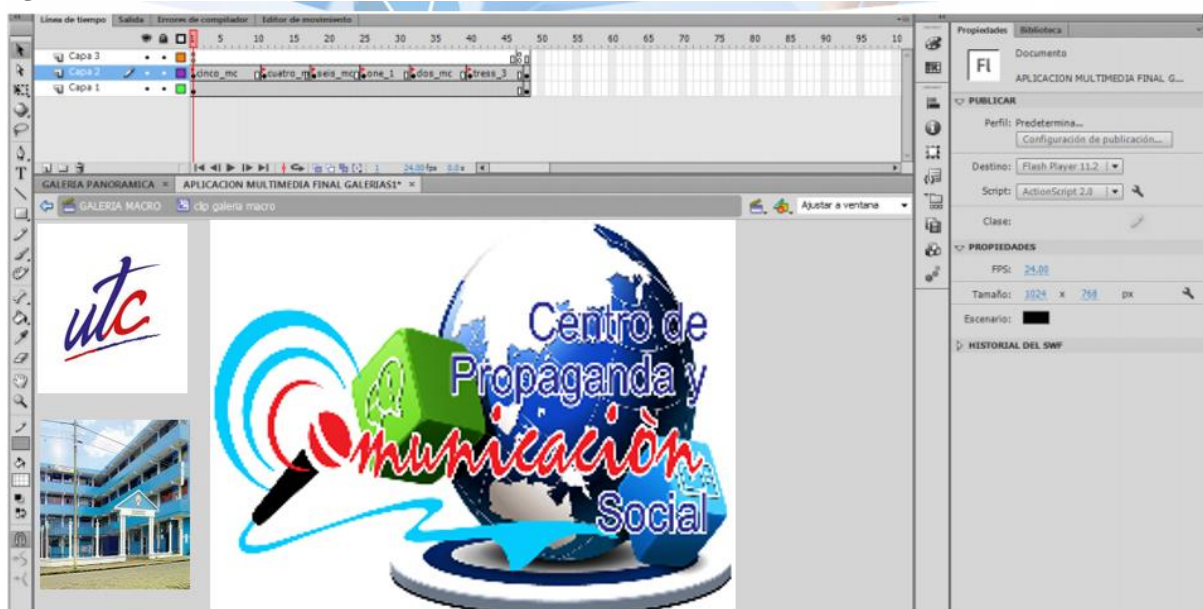 Línea de tiempo Salida Errores de compilador Editor de movimiento
5 10 15 20 25 30 35 40 45 50 55 60 65 70 75 80 85 90 95 10
Capa 3
Capa 2 cinco_mc cuatro_m seis_mc one_1 dos_mc tress_3
Capa 1
1 24.00 fps 0.0 s
GALERIA PANORAMICA × APLICACION MULTIMEDIA FINAL GALERIAS1* ×
GALERIA MACRO clip galeria macro Ajustar a ventana
utc
Centro de
Propaganda y
omunicaciòn
Social
Propiedades Biblioteca
Fl
Documento
APLICACION MULTIMEDIA FINAL G...
PUBLICAR
Perfil: Predetermina...
Configuración de publicación...
Destino: Flash Player 11.2
Script: ActionScript 2.0
Clase:
PROPIEDADES
FPS: 24.00
Tamaño: 1024 x 768 px
Escenario:
HISTORIAL DEL SWF